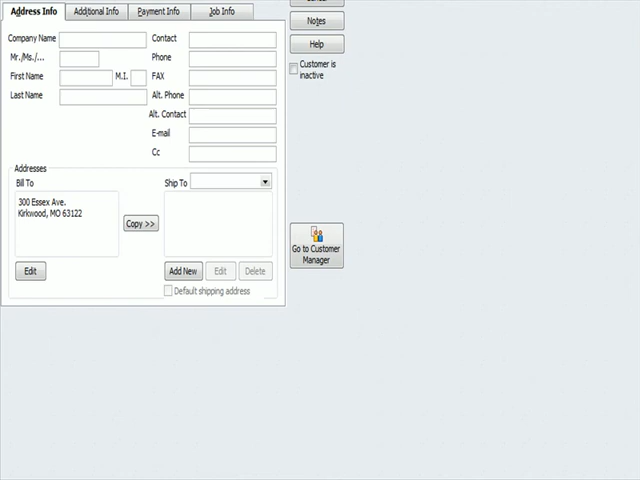 Address Info
Additional Info
Payment Info
Job Info
Company Name
Mr./Ms./...
First Name
M.I.
Last Name
Contact
Phone
FAX
Alt. Phone
Alt. Contact
E-mail
Cc
Notes
Help
Customer is
inactive
Addresses
Bill To
300 Essex Ave.
Kirkwood, MO 63122
Copy >>
Ship To
Edit
Add New
Edit
Delete
Default shipping address
Go to Customer
Manager